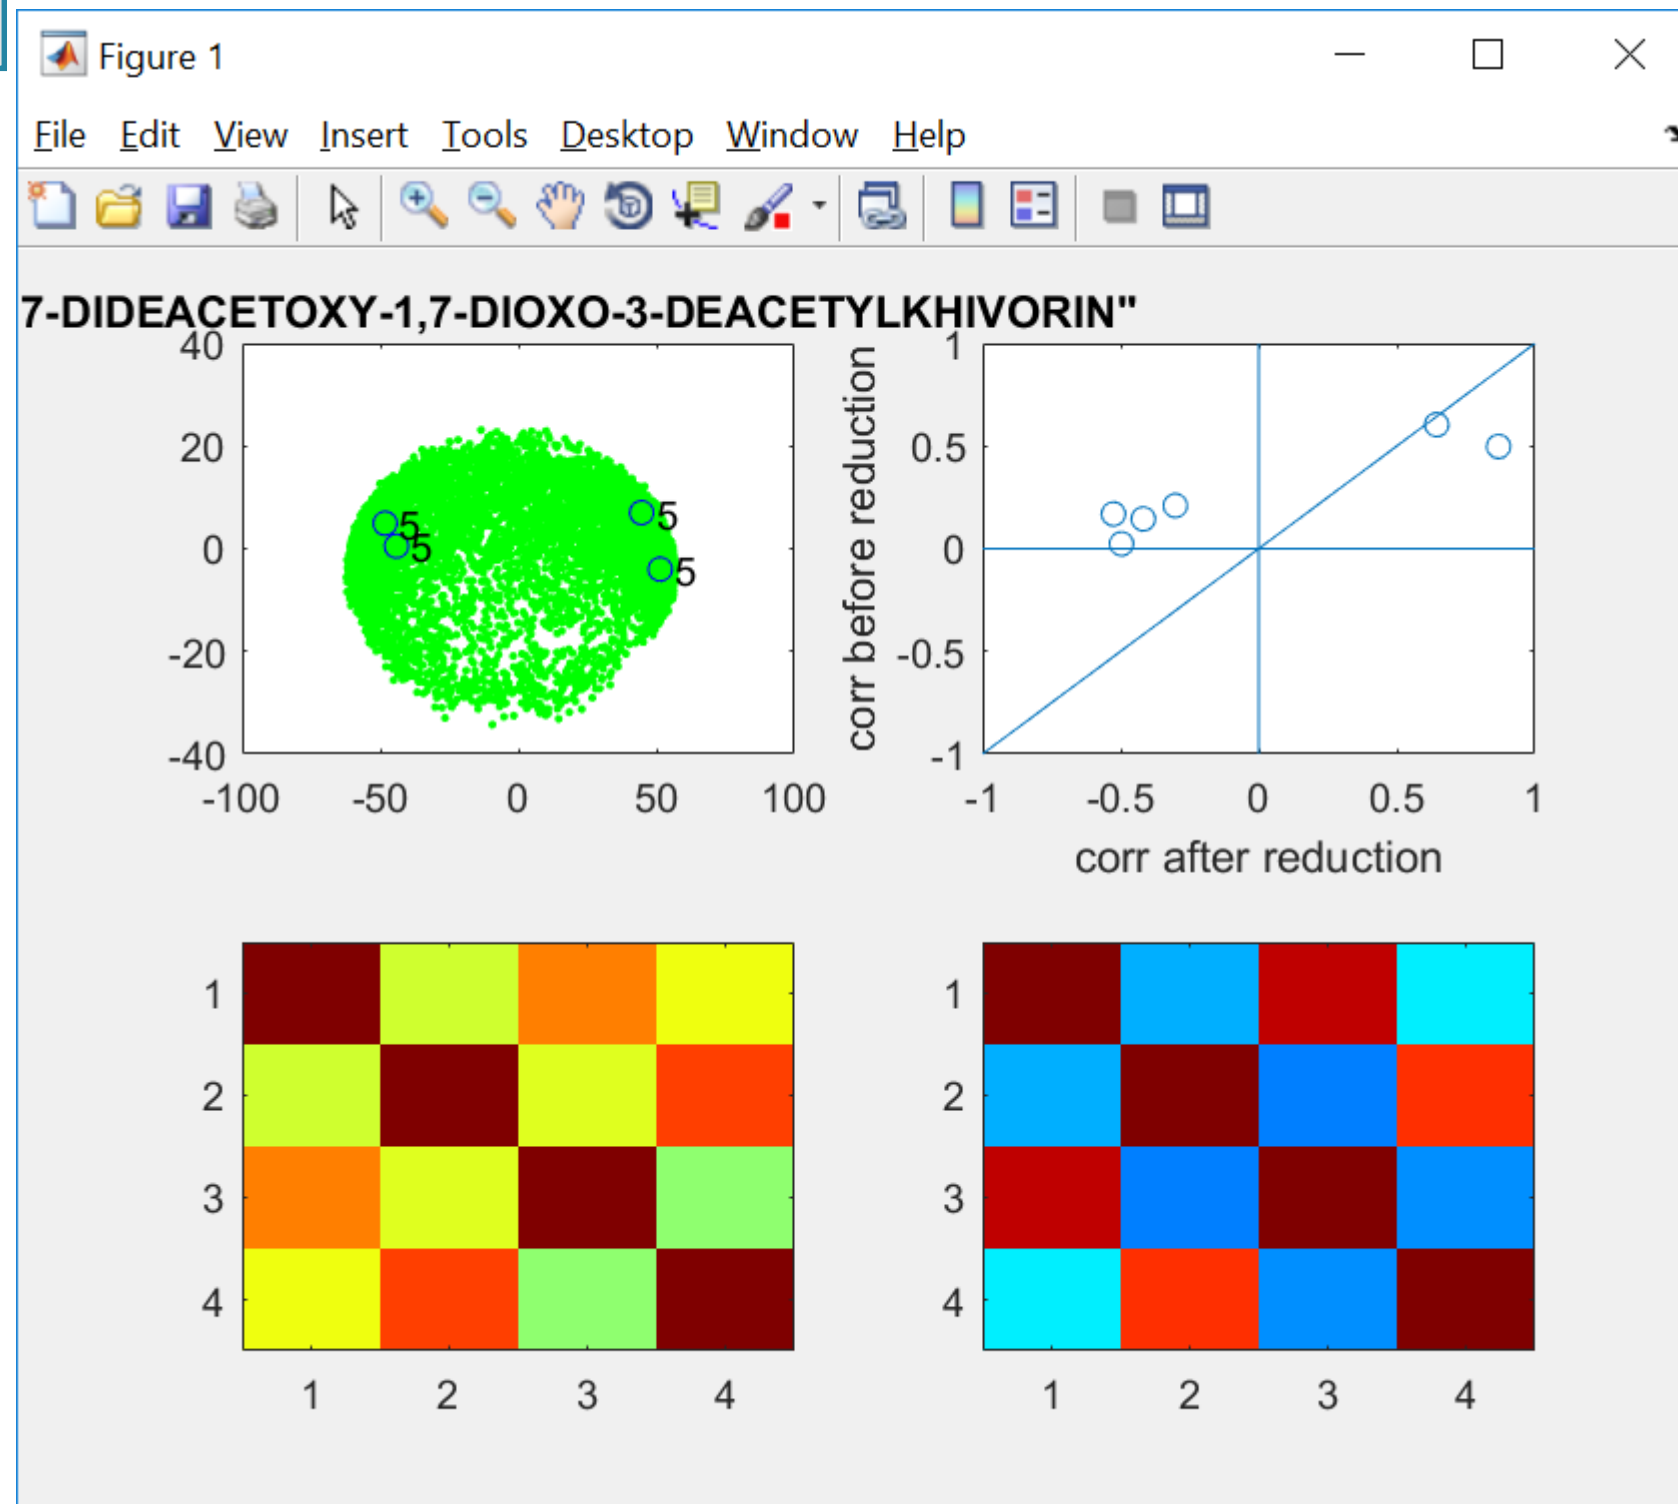 Figure 1
File Edit View Insert Tools Desktop Window Help
7-DIDEACETOXY-1,7-DIOXO-3-DEACETYLKHIVORIN"
40
20
0
-20
-40
-100 -50 0 50 100
5
5
5
5
corr before reduction
1
0.5
0
-0.5
-1
-1 -0.5 0 0.5 1
corr after reduction
1
2
3
4
1 2 3 4
1
2
3
4
1 2 3 4